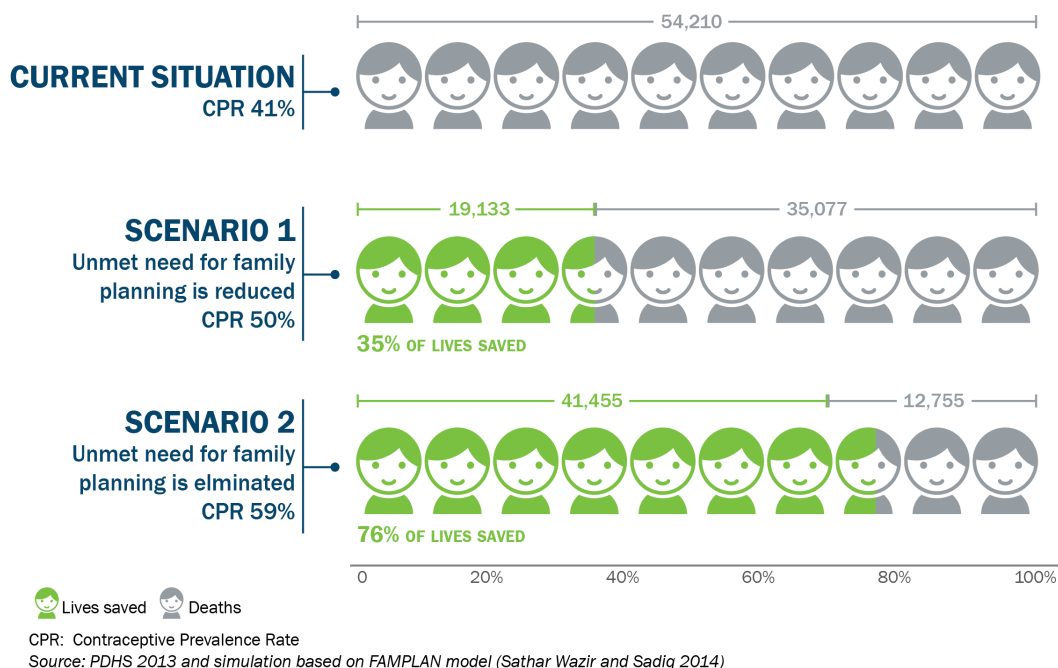 54,210
CURRENT SITUATION
CPR 41%
19,133
35,077
SCENARIO 1
Unmet need for family
planning is reduced
CPR 50%
35% OF LIVES SAVED
41,455
12,755
SCENARIO 2
Unmet need for family
planning is elminated
CPR 59%
76% OF LIVES SAVED
0 20% 40% 60% 80% 100%
Lives saved Deaths
CPR: Contraceptive Prevalence Rate
Source: PDHS 2013 and simulation based on FAMPLAN model (Sathar Wazir and Sadiq 2014)